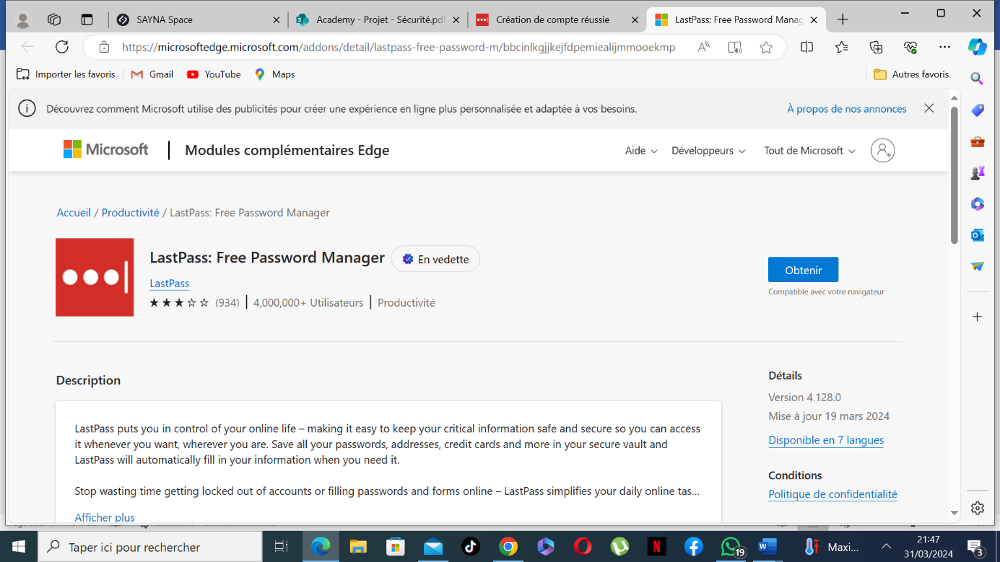 SAYNA Space
Academy - Projet - Sécurité.pdf
Création de compte réussie
LastPass: Free Password Manag
https://microsoftedge.microsoft.com/addons/detail/lastpass-free-password-m/bbcinlkgjjkejfdpemiealijmmooekmp
Importer les favoris
Gmail
YouTube
Maps
Autres favoris
Découvrez comment Microsoft utilise des publicités pour créer une expérience en ligne plus personnalisée et adaptée à vos besoins.
À propos de nos annonces
Microsoft
Modules complémentaires Edge
Aide
Développeurs
Tout de Microsoft
Accueil / Productivité / LastPass: Free Password Manager
LastPass: Free Password Manager
En vedette
LastPass
(934)
4,000,000+ Utilisateurs
Productivité
Obtenir
Compatible avec votre navigateur
Description
LastPass puts you in control of your online life – making it easy to keep your critical information safe and secure so you can access
it whenever you want, wherever you are. Save all your passwords, addresses, credit cards and more in your secure vault and
LastPass will automatically fill in your information when you need it.
Stop wasting time getting locked out of accounts or filling passwords and forms online – LastPass simplifies your daily online tas...
Afficher plus
Détails
Version 4.128.0
Mise à jour 19 mars 2024
Disponible en 7 langues
Conditions
Politique de confidentialité
Taper ici pour rechercher
19
Maxi...
21:47
31/03/2024
3